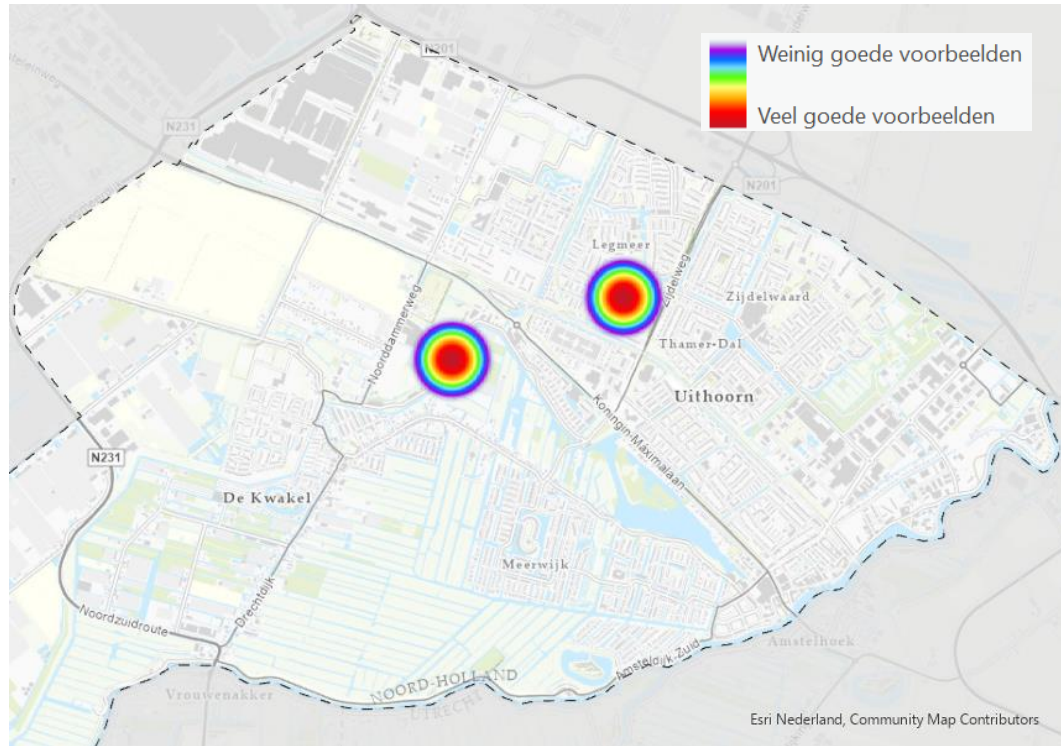 N201
Weinig goede voorbeelden
Veel goede voorbeelden
N231
N201
Legmeer
Zijdelweg
Zijdelwaard
Noorddammerweg
Thamer-Dal
Uithoorn
Koningin-Máximalaan
N231
De Kwakel
Meerwijk
Drechtdijk
Noordzuidroute
Amsteldijk-Zuid
Amstelhoek
NOORD-HOLLAND
UTRECHT
Vrouwenakker
Esri Nederland, Community Map Contributors